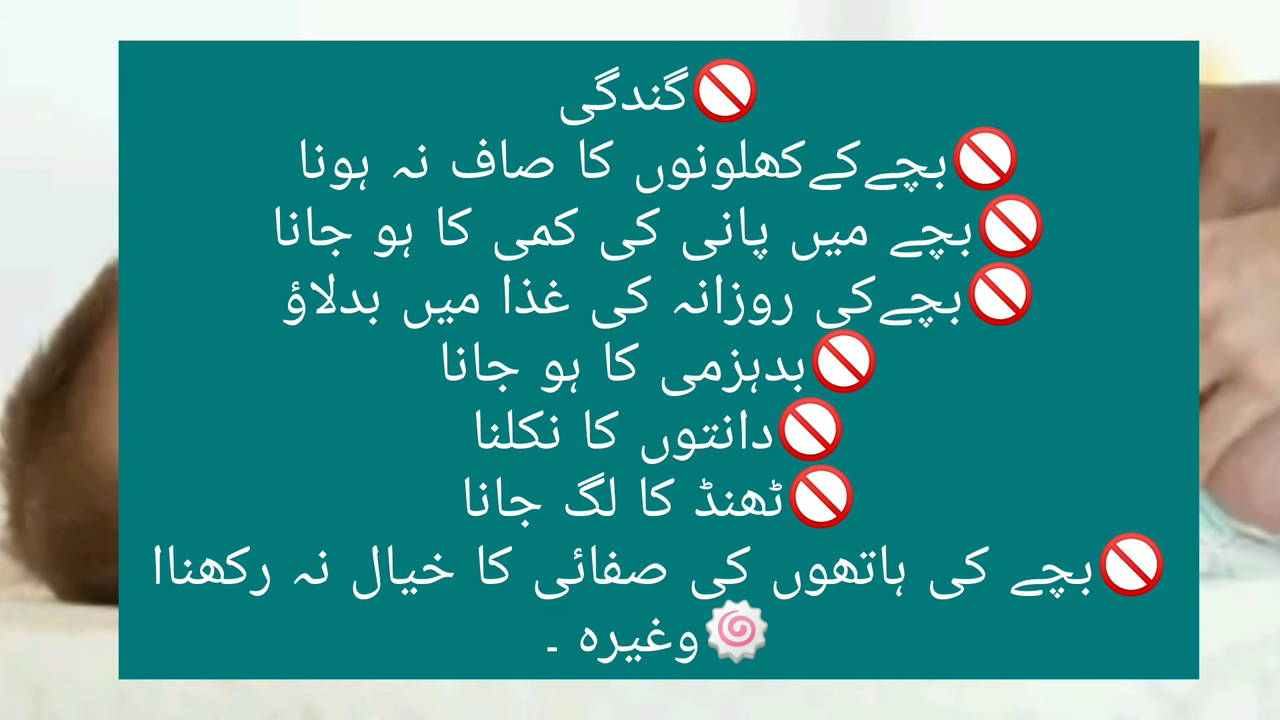 🚫گندگی
🚫بچےکےکھلونوں کا صاف نہ ہونا
🚫بچے میں پانی کی کمی کا ہو جانا
🚫بچےکی روزانہ کی غذا میں بدلاؤ
🚫بدہزمی کا ہو جانا
🚫دانتوں کا نکلنا
🚫ٹھنڈ کا لگ جانا
🚫بچے کی ہاتھوں کی صفائی کا خیال نہ رکھناا
🍥وغیرہ ۔